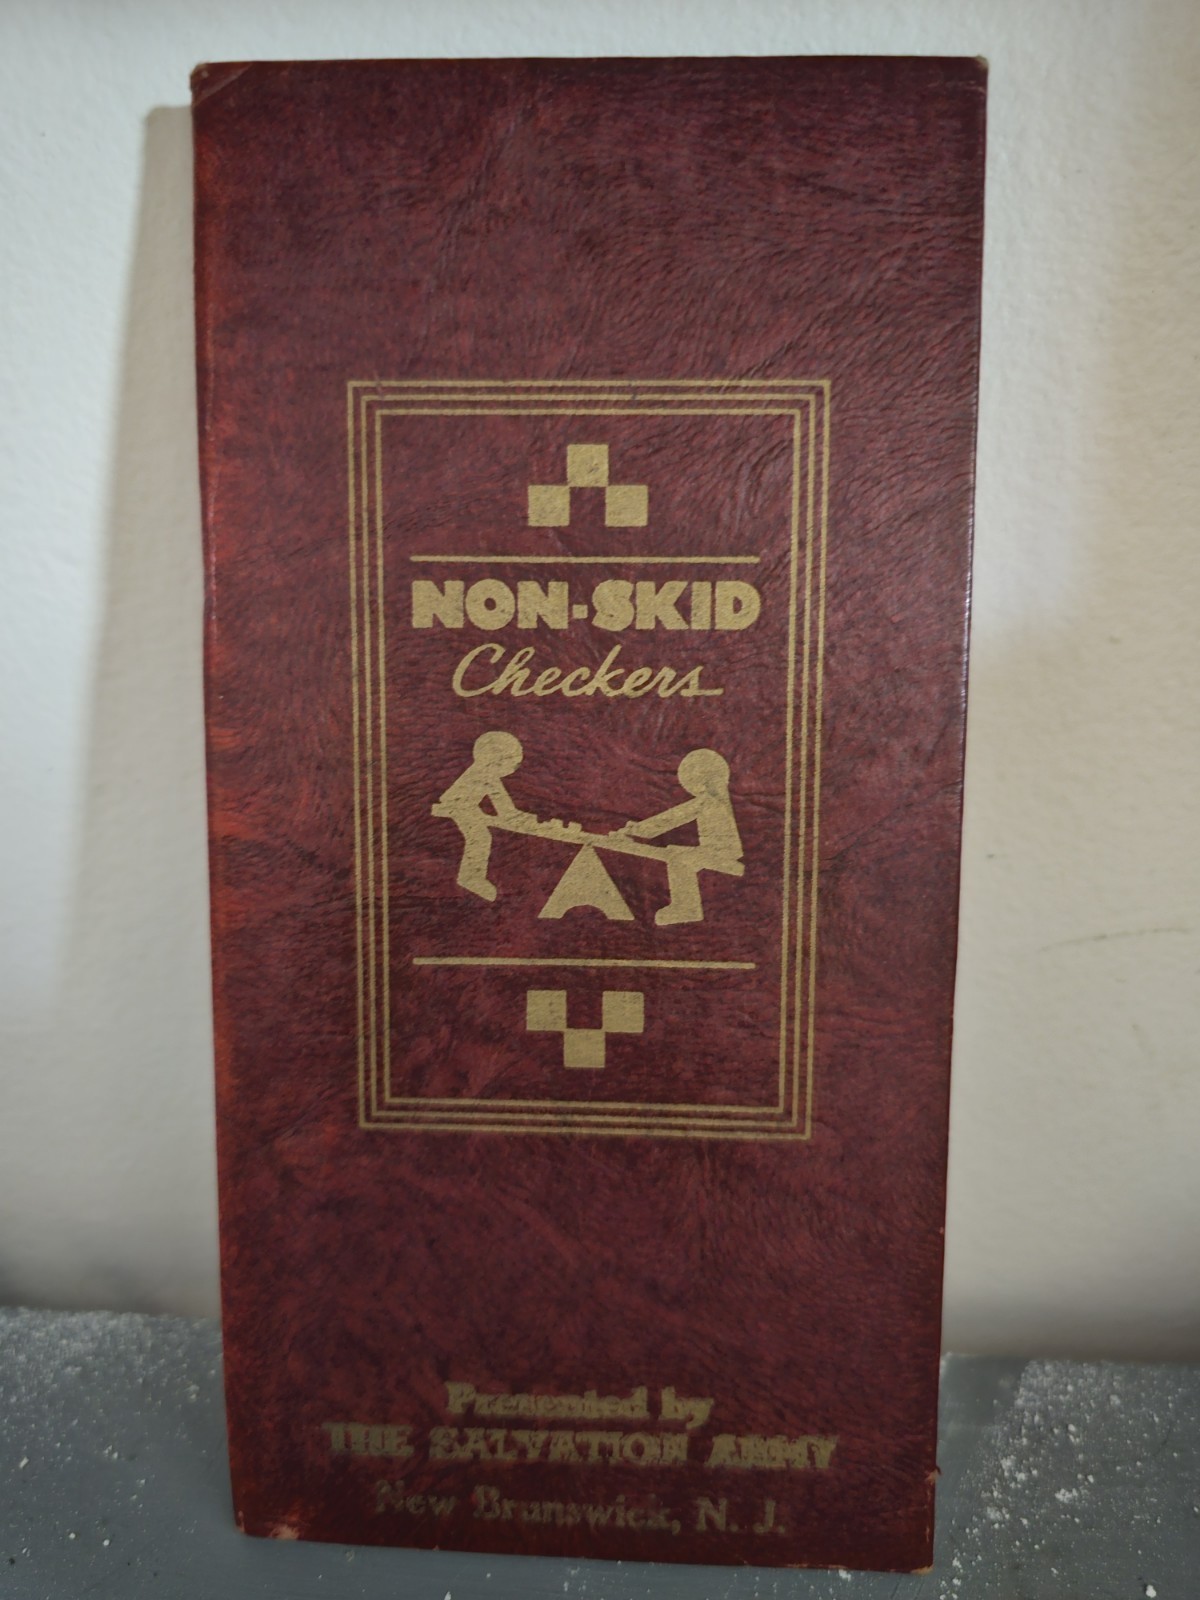 NON-SKID
Checkers
Presented by
THE SALVATION ARMY
New Brunswick, N. J.